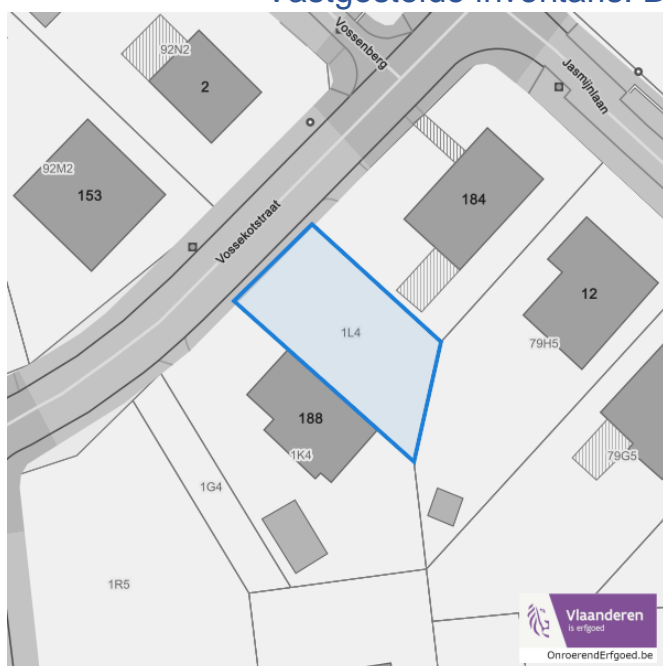 92N2
2
Vossenberg
Jasmijnlaan
92M2
153
Vossekotstraat
184
12
1L4
79H5
188
1K4
79G5
1G4
1R5
Vlaanderen
is erfgoed
OnroerendErfgoed.be